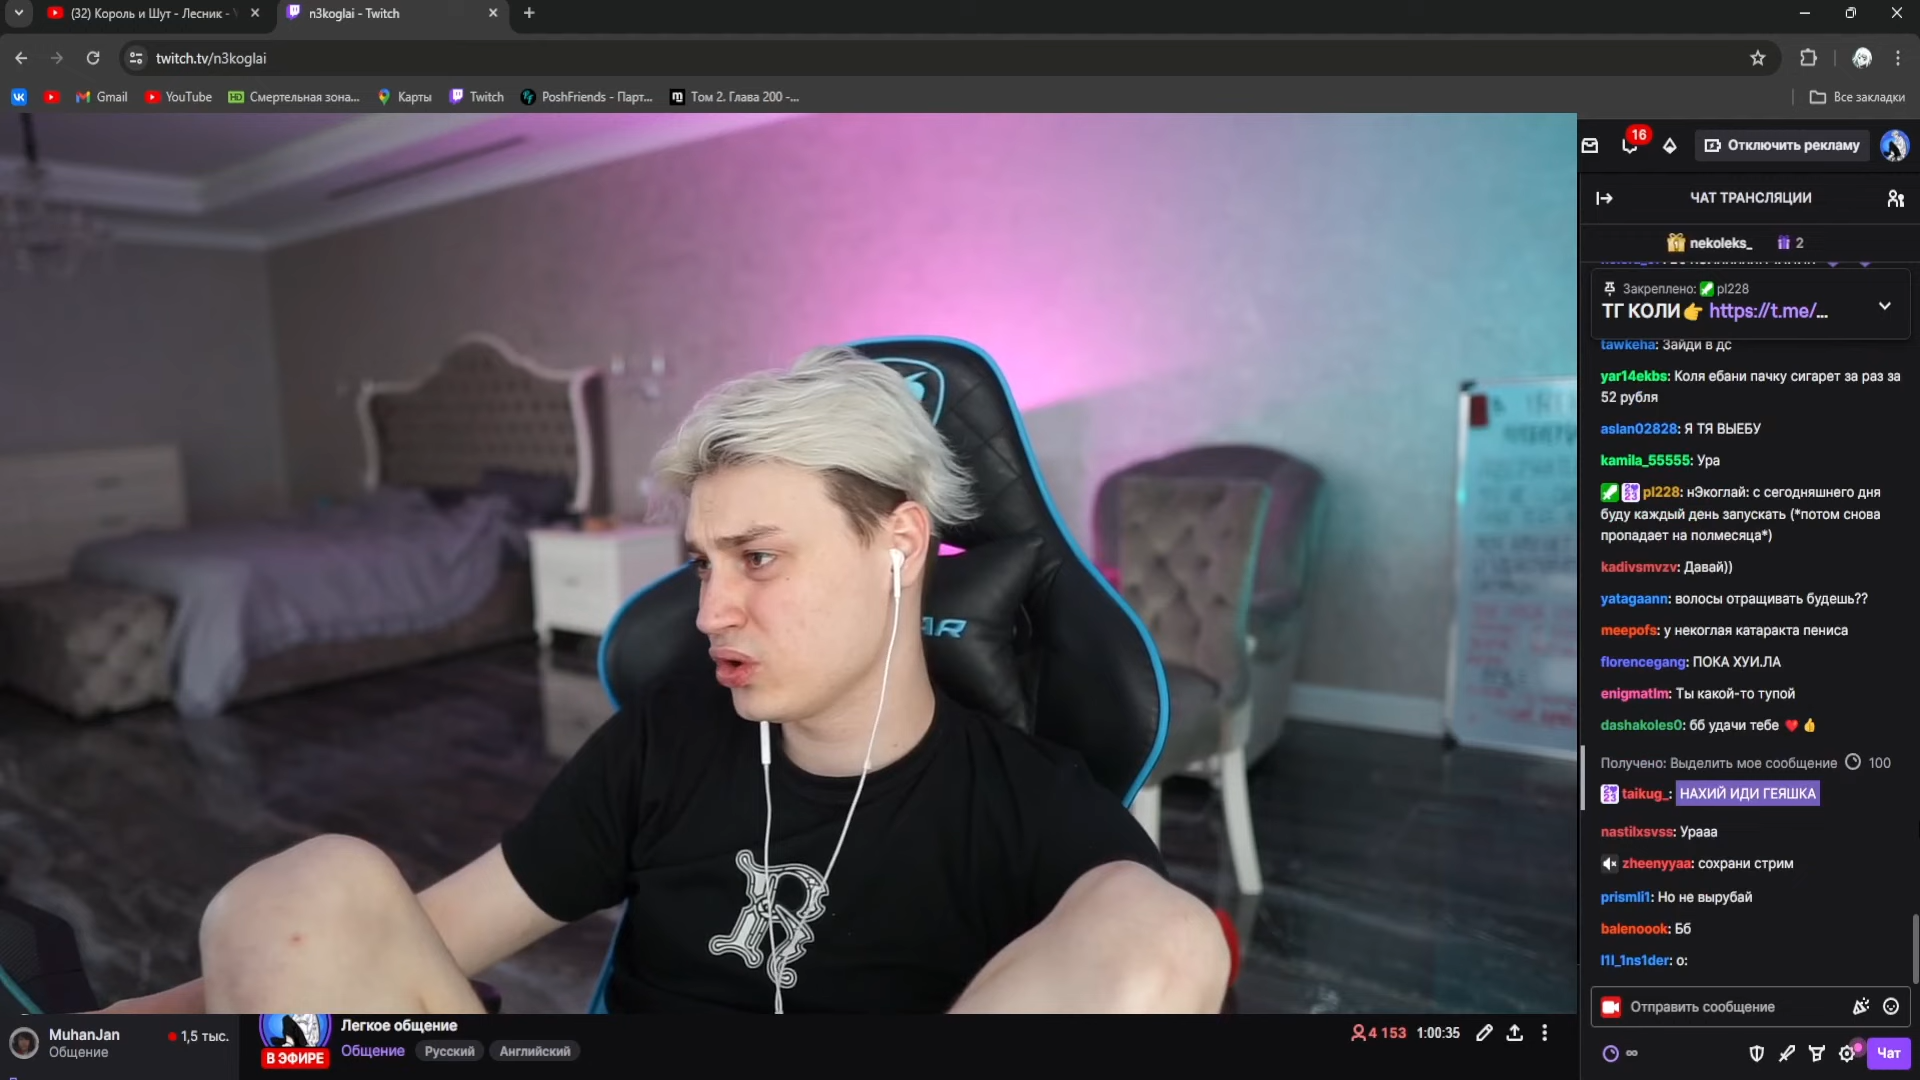 (32) Король и Шут - Лесник -
n3koglai - Twitch
twitch.tv/n3koglai
Gmail
YouTube
Смертельная зона...
Карты
Twitch
PoshFriends - Парт...
Том 2. Глава 200 -...
Все закладки
16
Отключить рекламу
ЧАТ ТРАНСЛЯЦИИ
nekoleks_ 2
Закреплено: pl228
ТГ КОЛИ👉 https://t.me/...
tawkeha: Зайди в дс
yar14ekbs: Коля ебани пачку сигарет за раз за
52 рубля
aslan02828: Я ТЯ ВЫЕБУ
kamila_55555: Ура
pl228: нЭкоглай: с сегодняшнего дня
буду каждый день запускать (*потом снова
пропадает на полмесяца*)
kadivsmvzv: Давай))
yatagaann: волосы отращивать будешь??
meepofs: у некоглая катаракта пениса
florencegang: ПОКА ХУИ.ЛА
enigmatlm: Ты какой-то тупой
dashakoles0: бб удачи тебе ❤️👍
Получено: Выделить мое сообщение 100
taikug_: НАХИЙ ИДИ ГЕЯШКА
nastilxsvss: Урааа
zheenyyaa: сохрани стрим
prismli1: Но не вырубай
balenoook: Бб
l1l_1ns1der: о:
Отправить сообщение
∞
Чат
MuhanJan
Общение
1,5 тыс.
В ЭФИРЕ
Легкое общение
Общение
Русский
Английский
4 153
1:00:35